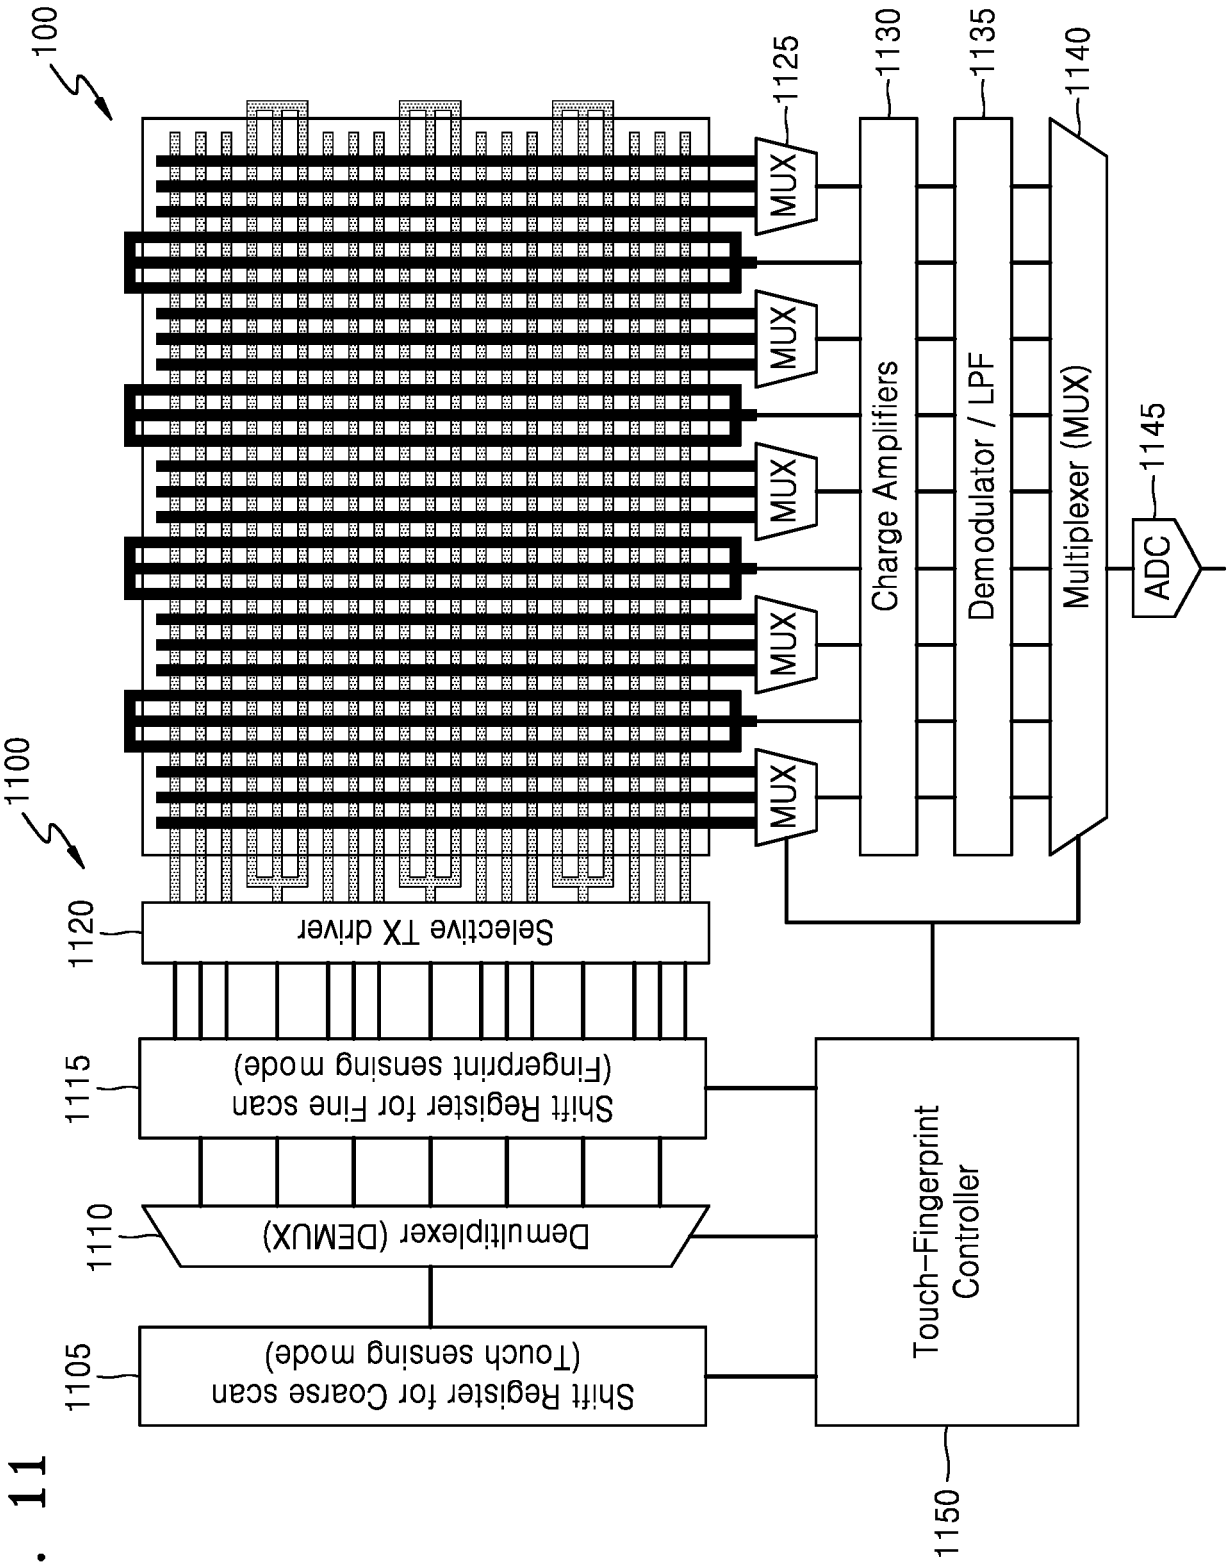 . 11
1100
100
1105
Shift Register for Coarse scan
(Touch sensing mode)
1110
Demultiplexer (DEMUX)
1115
Shift Register for Fine scan
(Fingerprint sensing mode)
1120
Selective TX driver
MUX
MUX
MUX
MUX
MUX
1125
Charge Amplifiers
1130
Demodulator / LPF
1135
Multiplexer (MUX)
1140
ADC
1145
Touch-Fingerprint
Controller
1150